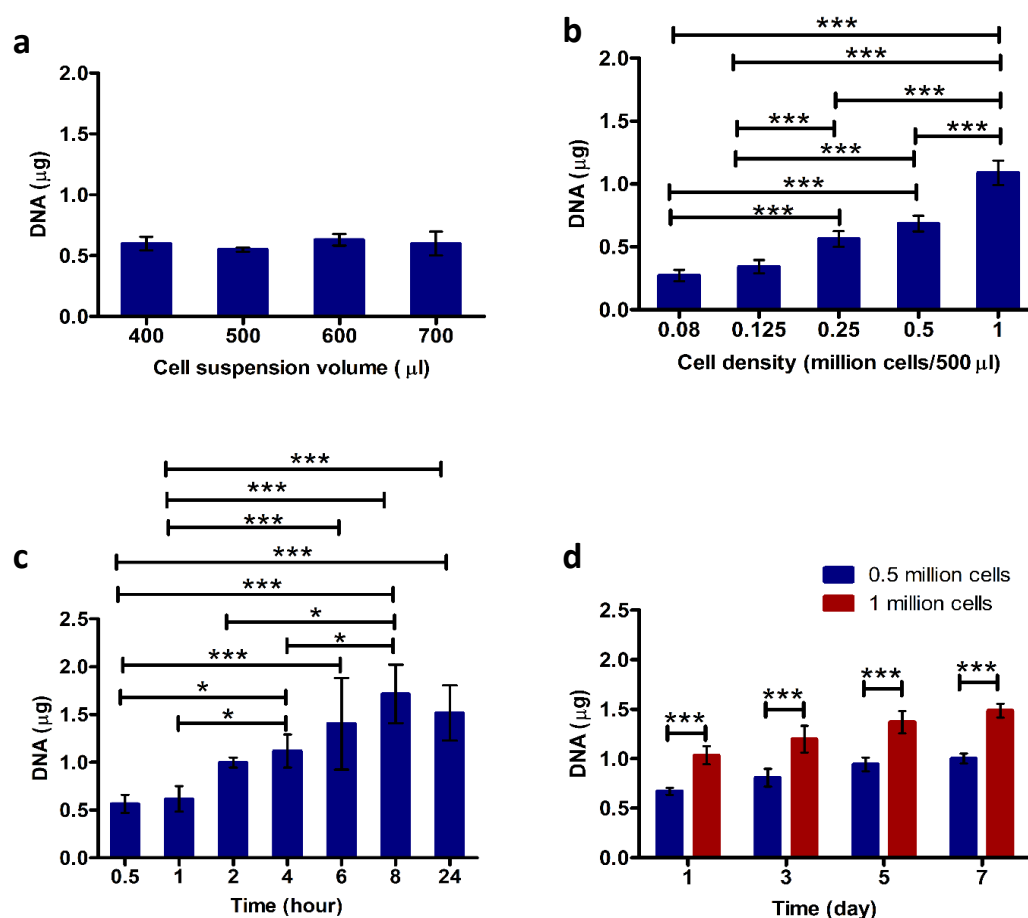 a
2.0
1.5
1.0
0.5
0.0
DNA (µg)
400 500 600 700
Cell suspension volume ( µl)
b
***
***
***
***
***
***
***
***
2.0
1.5
1.0
0.5
0.0
DNA (µg)
0.08 0.125 0.25 0.5 1
Cell density (million cells/500 µl)
c
***
***
***
***
***
*
*
***
*
*
2.5
2.0
1.5
1.0
0.5
0.0
DNA (µg)
0.5 1 2 4 6 8 24
Time (hour)
d
0.5 million cells
1 million cells
*** *** *** ***
2.5
2.0
1.5
1.0
0.5
0.0
DNA (µg)
1 3 5 7
Time (day)